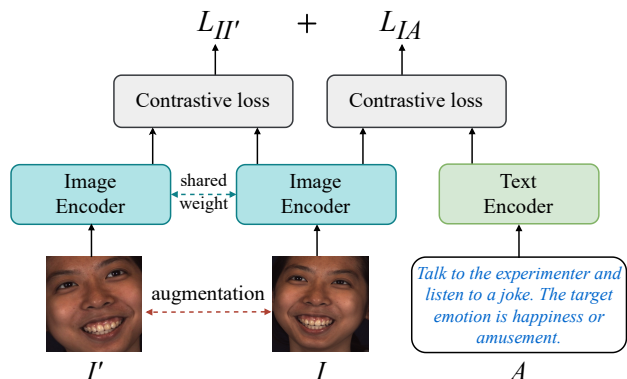 L_{II'} + L_{IA}
Contrastive loss Contrastive loss
Image Encoder shared weight Image Encoder Text Encoder
augmentation
Talk to the experimenter and
listen to a joke. The target
emotion is happiness or
amusement.
I' I A